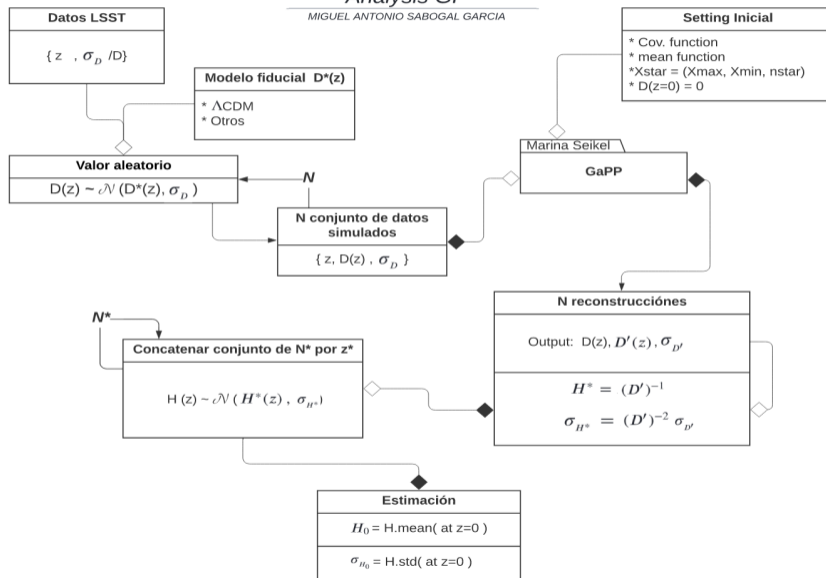 Analysis GP
MIGUEL ANTONIO SABOGAL GARCIA
Datos LSST
{ z , σ_D /D}
Modelo fiducial D*(z)
* ΛCDM
* Otros
Setting Inicial
* Cov. function
* mean function
*Xstar = (Xmax, Xmin, nstar)
* D(z=0) = 0
Marina Seikel
GaPP
Valor aleatorio
D(z) ~ 𝒩 (D*(z), σ_D )
N
N conjunto de datos
simulados
{ z, D(z) , σ_D }
N reconstrucciónes
Output: D(z), D′(z) , σ_D′
H* = (D′)⁻¹
σ_H* = (D′)⁻² σ_D′
N*
Concatenar conjunto de N* por z*
H (z) ~ 𝒩 ( H*(z) , σ_H*)
Estimación
H₀ = H.mean( at z=0 )
σ_H₀ = H.std( at z=0 )